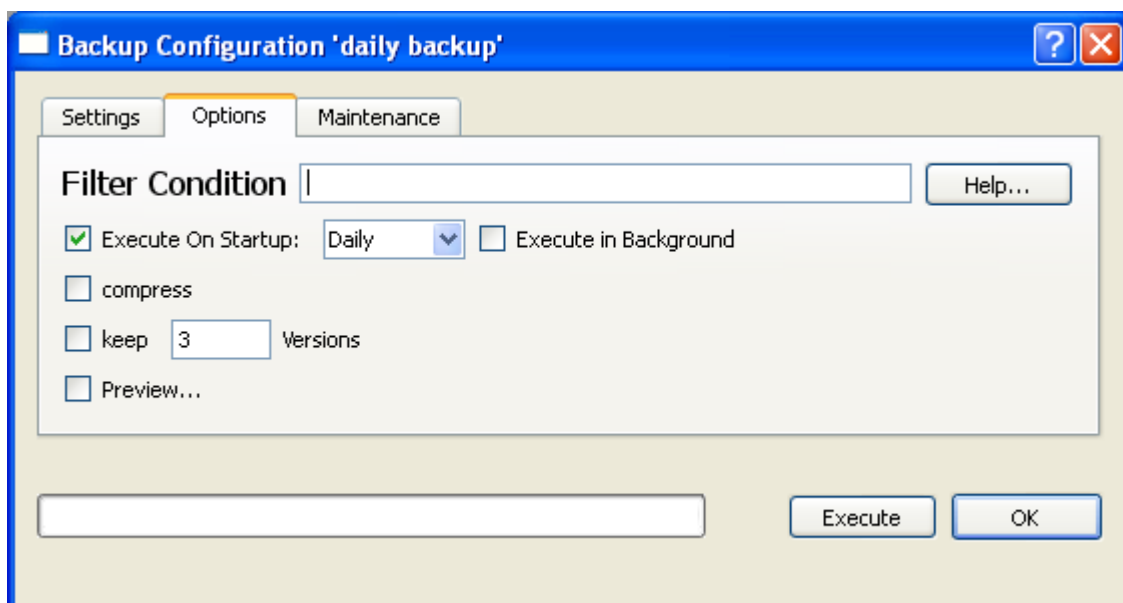 Backup Configuration 'daily backup'
Settings Options Maintenance
Filter Condition Help...
Execute On Startup: Daily Execute in Background
compress
keep 3 Versions
Preview...
Execute OK